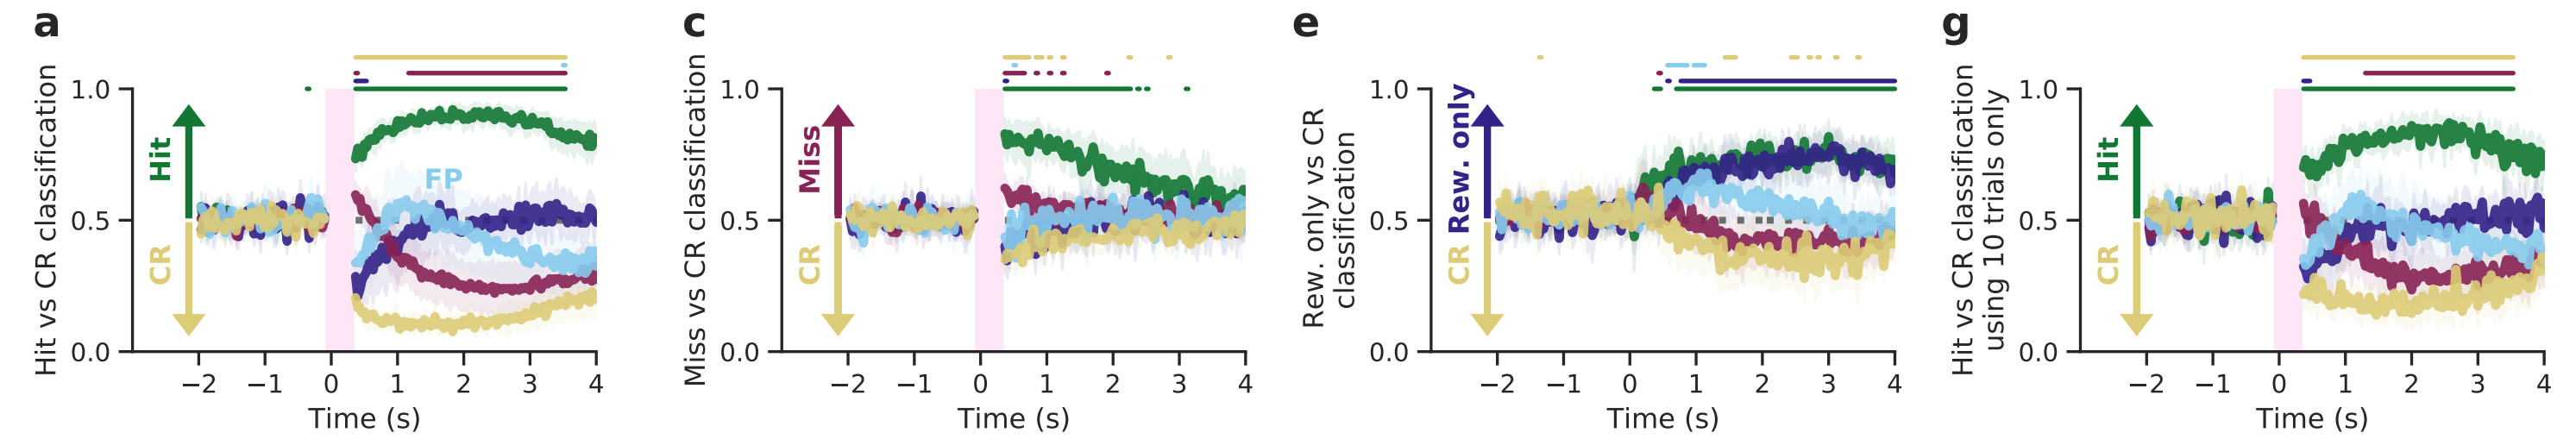 a
Hit vs CR classification
1.0
0.5
0.0
Hit
CR
FP
−2 −1 0 1 2 3 4
Time (s)
c
Miss vs CR classification
1.0
0.5
0.0
Miss
CR
−2 −1 0 1 2 3 4
Time (s)
e
Rew. only vs CR
classification
1.0
0.5
0.0
Rew. only
CR
−2 −1 0 1 2 3 4
Time (s)
g
Hit vs CR classification
using 10 trials only
1.0
0.5
0.0
Hit
CR
−2 −1 0 1 2 3 4
Time (s)